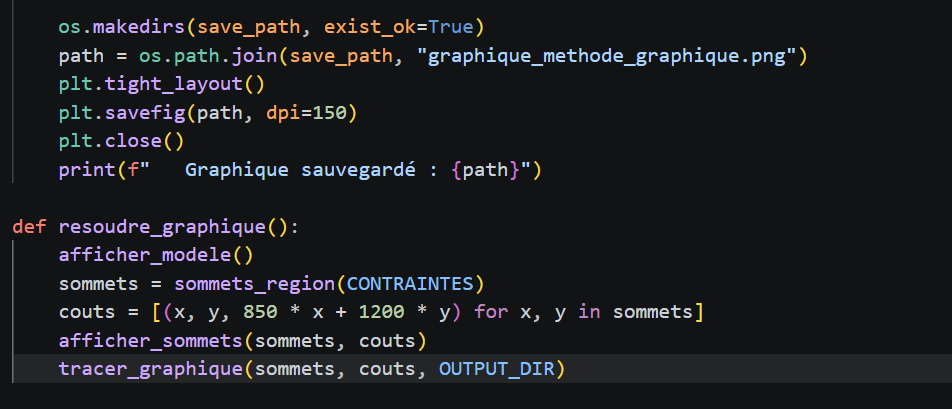 os.makedirs(save_path, exist_ok=True)
path = os.path.join(save_path, "graphique_methode_graphique.png")
plt.tight_layout()
plt.savefig(path, dpi=150)
plt.close()
print(f"   Graphique sauvegardé : {path}")
def resoudre_graphique():
afficher_modele()
sommets = sommets_region(CONTRAINTES)
couts = [(x, y, 850 * x + 1200 * y) for x, y in sommets]
afficher_sommets(sommets, couts)
tracer_graphique(sommets, couts, OUTPUT_DIR)